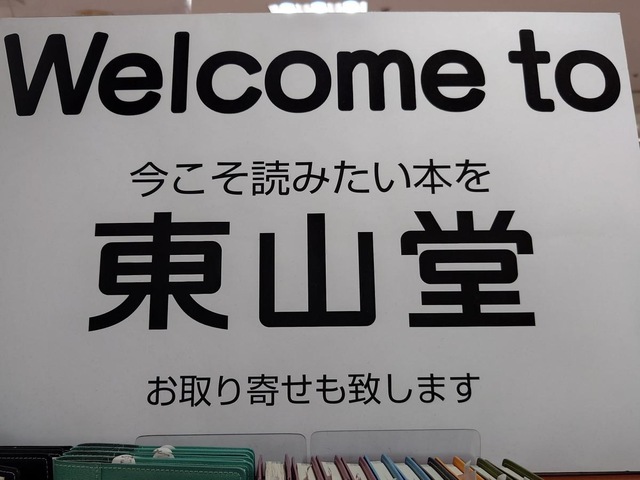 Welcome to
今こそ読みたい本を
東山堂
お取り寄せも致します